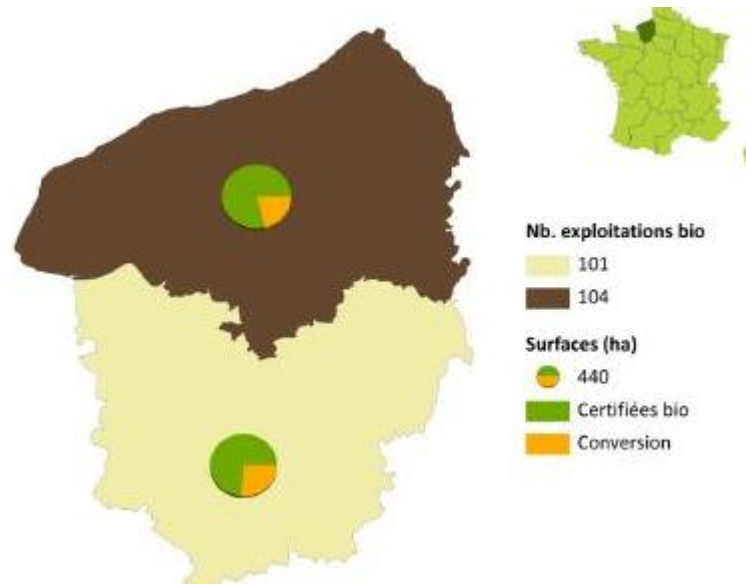 Nb. exploitations bio
101
104
Surfaces (ha)
440
Certifiées bio
Conversion